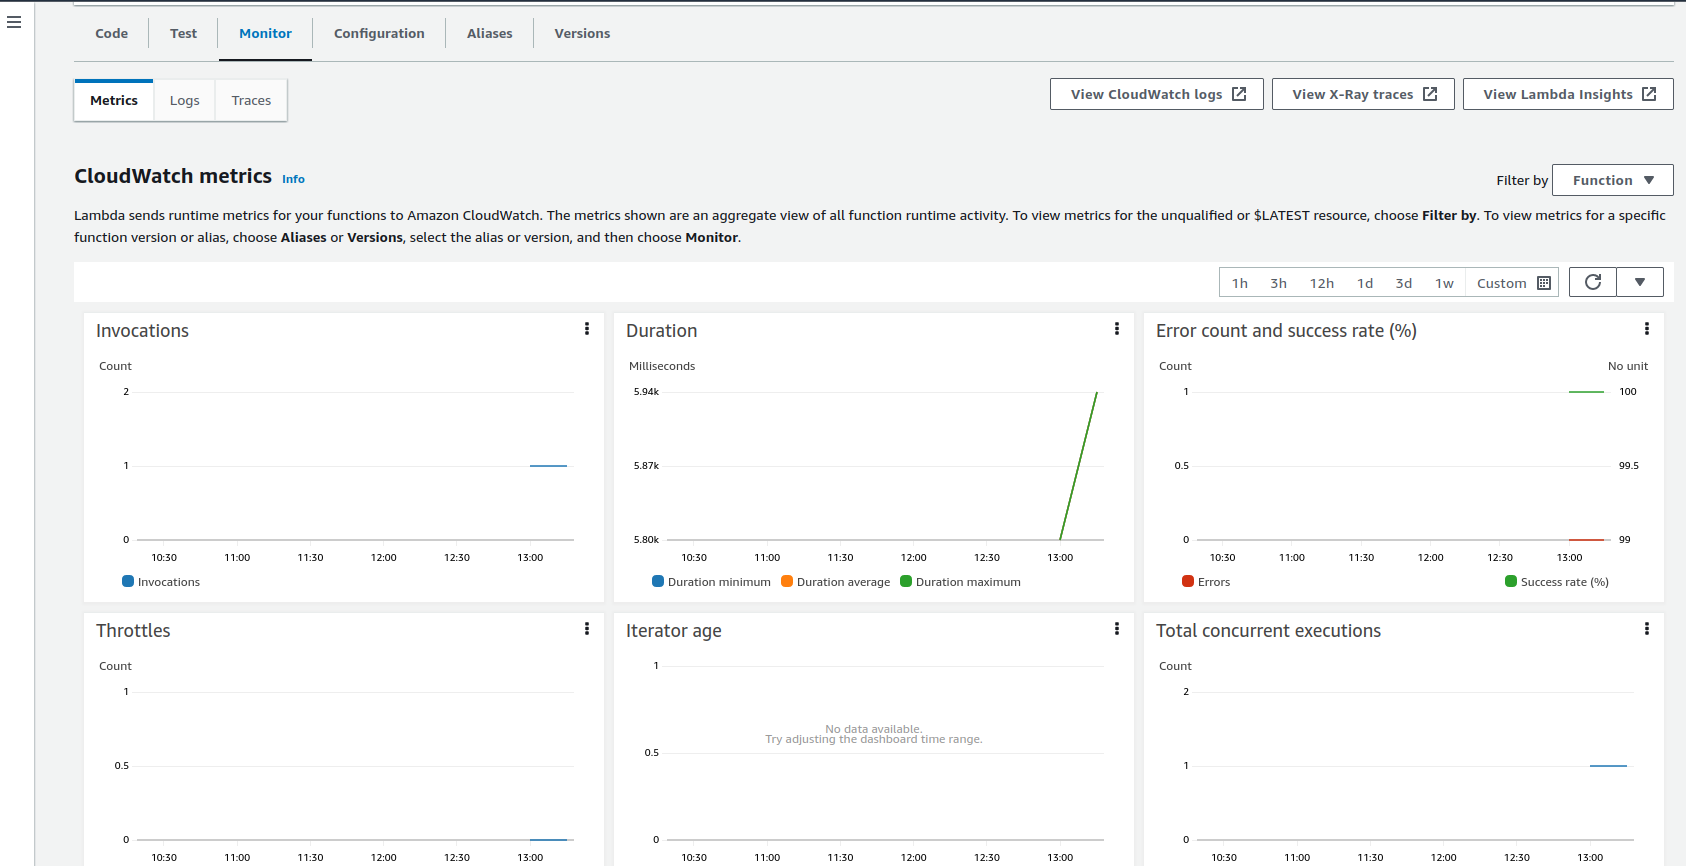 Code Test Monitor Configuration Aliases Versions
Metrics Logs Traces
View CloudWatch logs View X-Ray traces View Lambda Insights
CloudWatch metrics Info
Filter by Function
Lambda sends runtime metrics for your functions to Amazon CloudWatch. The metrics shown are an aggregate view of all function runtime activity. To view metrics for the unqualified or $LATEST resource, choose Filter by. To view metrics for a specific
function version or alias, choose Aliases or Versions, select the alias or version, and then choose Monitor.
1h 3h 12h 1d 3d 1w Custom
Invocations
Count
2
1
0
10:30 11:00 11:30 12:00 12:30 13:00
Invocations
Duration
Milliseconds
5.94k
5.87k
5.80k
10:30 11:00 11:30 12:00 12:30 13:00
Duration minimum Duration average Duration maximum
Error count and success rate (%)
Count No unit
1 100
0.5 99.5
0 99
10:30 11:00 11:30 12:00 12:30 13:00
Errors Success rate (%)
Throttles
Count
1
0.5
0
10:30 11:00 11:30 12:00 12:30 13:00
Iterator age
1
No data available.
Try adjusting the dashboard time range.
0.5
0
10:30 11:00 11:30 12:00 12:30 13:00
Total concurrent executions
Count
2
1
0
10:30 11:00 11:30 12:00 12:30 13:00